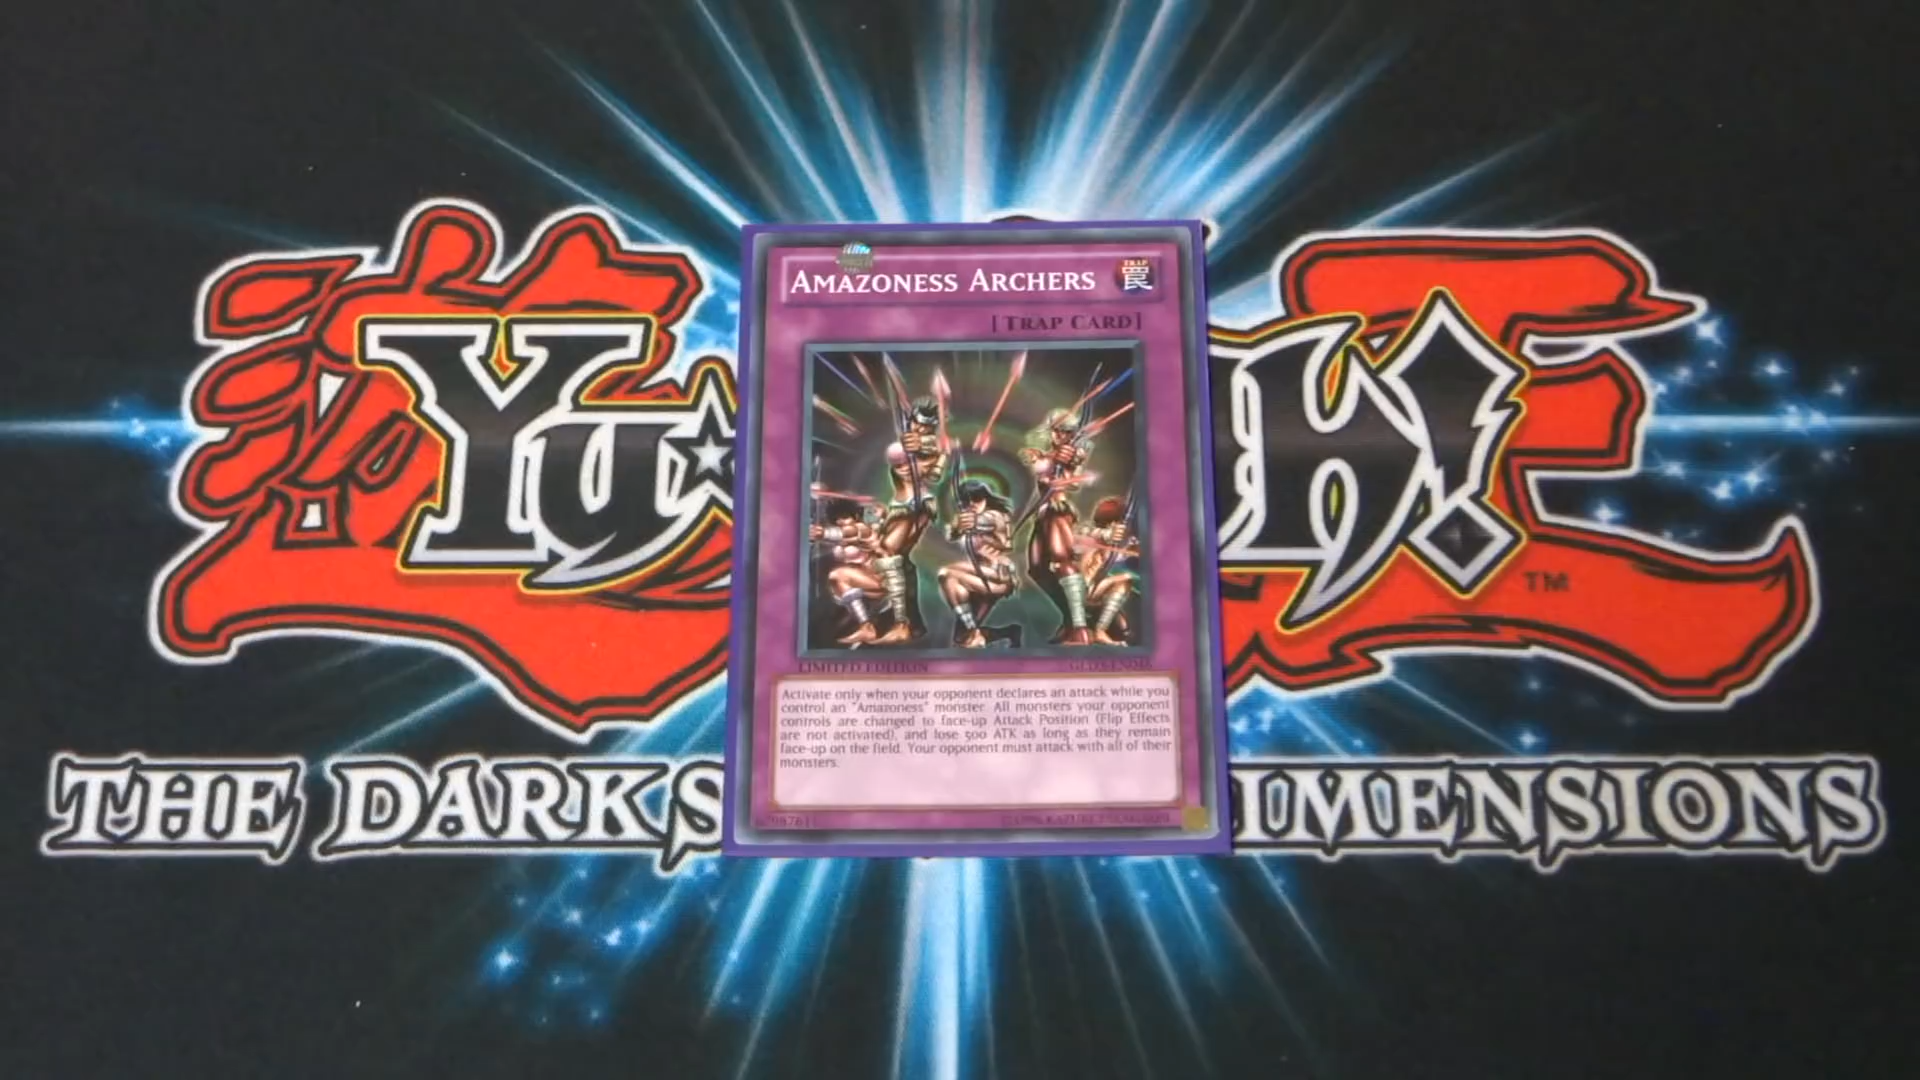 AMAZONESS ARCHERS
TRAP
罠
[TRAP CARD]
Yu
H!
TM
LIMITED EDITION
Activate only when your opponent declares an attack while you
control an "Amazoness" monster. All monsters your opponent
controls are changed to face-up Attack Position (Flip Effects
are not activated), and lose 500 ATK as long as they remain
face-up on the field. Your opponent must attack with all of their
monsters.
THE DARKS IMENSIONS